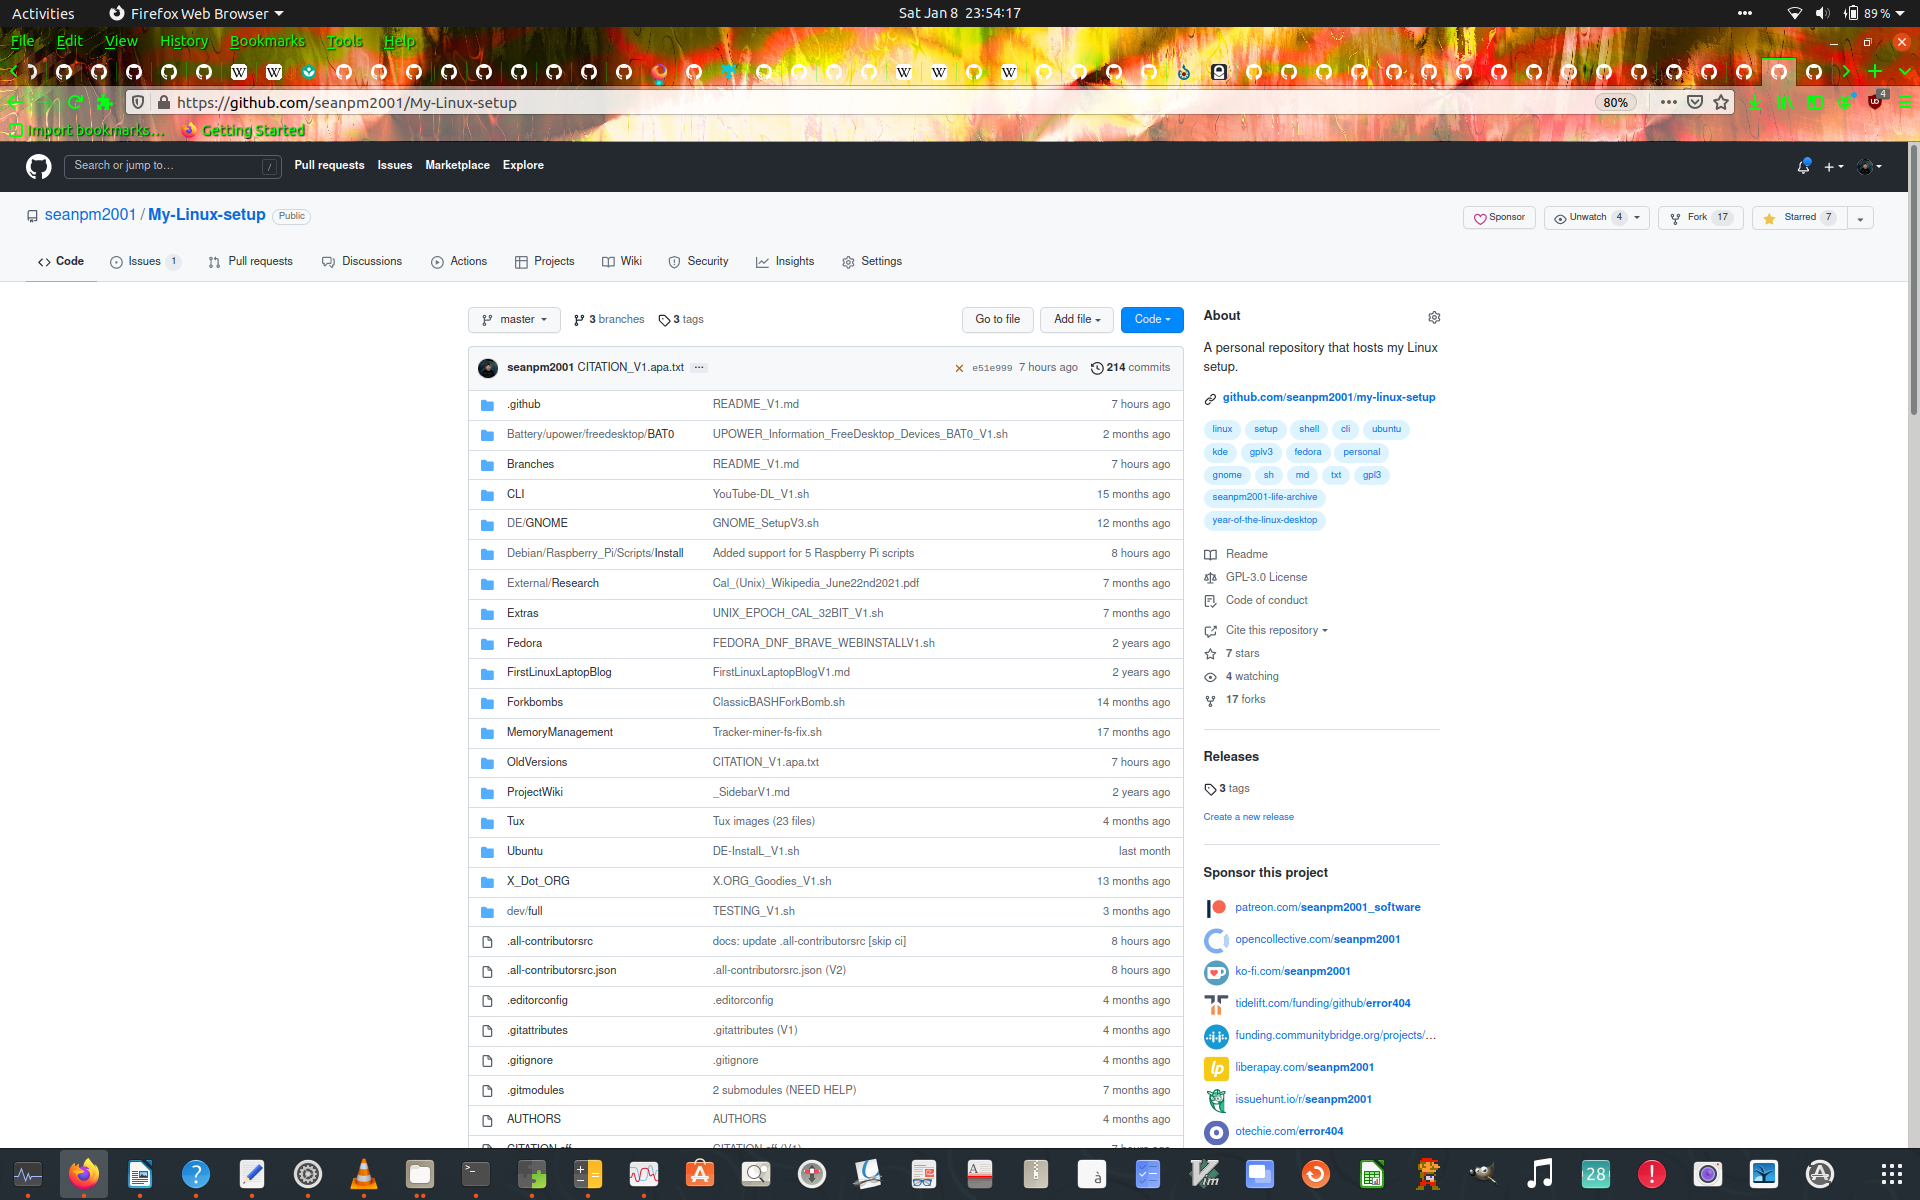 Activities Firefox Web Browser Sat Jan 8 23:54:17 89 %
File Edit View History Bookmarks Tools Help
https://github.com/seanpm2001/My-Linux-setup 80% 4
Import bookmarks... Getting Started
Search or jump to... / Pull requests Issues Marketplace Explore
seanpm2001 / My-Linux-setup Public Sponsor Unwatch 4 Fork 17 Starred 7
Code Issues 1 Pull requests Discussions Actions Projects Wiki Security Insights Settings
master 3 branches 3 tags Go to file Add file Code
seanpm2001 CITATION_V1.apa.txt ... e51e999 7 hours ago 214 commits
.github README_V1.md 7 hours ago
Battery/upower/freedesktop/BAT0 UPOWER_Information_FreeDesktop_Devices_BAT0_V1.sh 2 months ago
Branches README_V1.md 7 hours ago
CLI YouTube-DL_V1.sh 15 months ago
DE/GNOME GNOME_SetupV3.sh 12 months ago
Debian/Raspberry_Pi/Scripts/Install Added support for 5 Raspberry Pi scripts 8 hours ago
External/Research Cal_(Unix)_Wikipedia_June22nd2021.pdf 7 months ago
Extras UNIX_EPOCH_CAL_32BIT_V1.sh 7 months ago
Fedora FEDORA_DNF_BRAVE_WEBINSTALLV1.sh 2 years ago
FirstLinuxLaptopBlog FirstLinuxLaptopBlogV1.md 2 years ago
Forkbombs ClassicBASHForkBomb.sh 14 months ago
MemoryManagement Tracker-miner-fs-fix.sh 17 months ago
OldVersions CITATION_V1.apa.txt 7 hours ago
ProjectWiki _SidebarV1.md 2 years ago
Tux Tux images (23 files) 4 months ago
Ubuntu DE-InstalL_V1.sh last month
X_Dot_ORG X.ORG_Goodies_V1.sh 13 months ago
dev/full TESTING_V1.sh 3 months ago
.all-contributorsrc docs: update .all-contributorsrc [skip ci] 8 hours ago
.all-contributorsrc.json .all-contributorsrc.json (V2) 8 hours ago
.editorconfig .editorconfig 4 months ago
.gitattributes .gitattributes (V1) 4 months ago
.gitignore .gitignore 4 months ago
.gitmodules 2 submodules (NEED HELP) 7 months ago
AUTHORS AUTHORS 4 months ago
CITATION.cff CITATION.cff (V1) 7 hours ago
About
A personal repository that hosts my Linux
setup.
github.com/seanpm2001/my-linux-setup
linux setup shell cli ubuntu
kde gplv3 fedora personal
gnome sh md txt gpl3
seanpm2001-life-archive
year-of-the-linux-desktop
Readme
GPL-3.0 License
Code of conduct
Cite this repository
7 stars
4 watching
17 forks
Releases
3 tags
Create a new release
Sponsor this project
patreon.com/seanpm2001_software
opencollective.com/seanpm2001
ko-fi.com/seanpm2001
tidelift.com/funding/github/error404
funding.communitybridge.org/projects/...
lp liberapay.com/seanpm2001
issuehunt.io/r/seanpm2001
otechie.com/error404
28